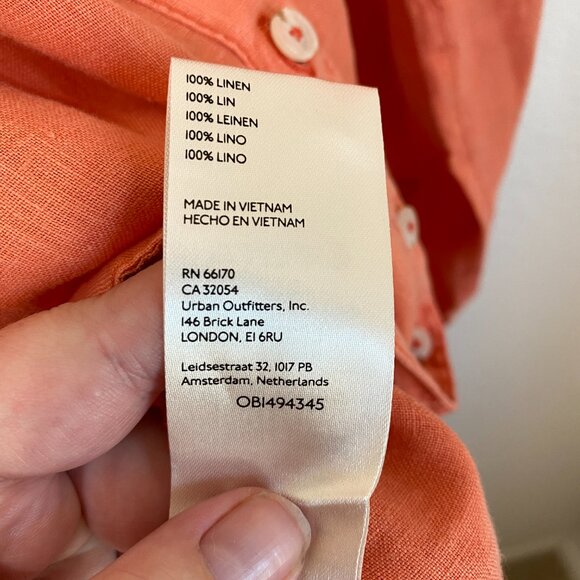 100% LINEN
100% LIN
100% LEINEN
100% LINO
100% LINO
MADE IN VIETNAM
HECHO EN VIETNAM
RN 66170
CA 32054
Urban Outfitters, Inc.
146 Brick Lane
LONDON, E1 6RU
Leidsestraat 32, 1017 PB
Amsterdam, Netherlands
OB1494345